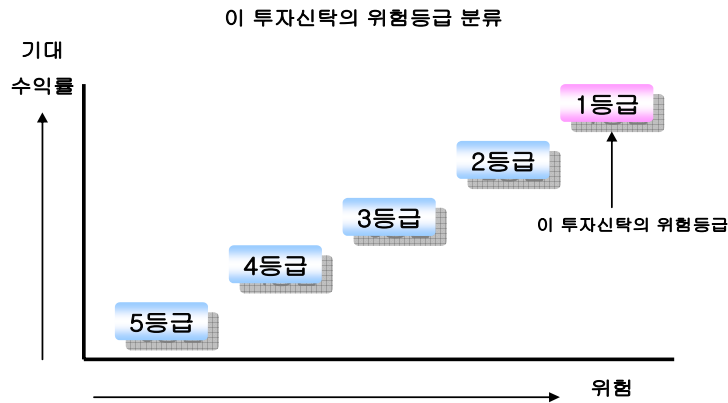 이 투자신탁의 위험등급 분류
기대
수익률
1등급
2등급
3등급
이 투자신탁의 위험등급
4등급
5등급
위험